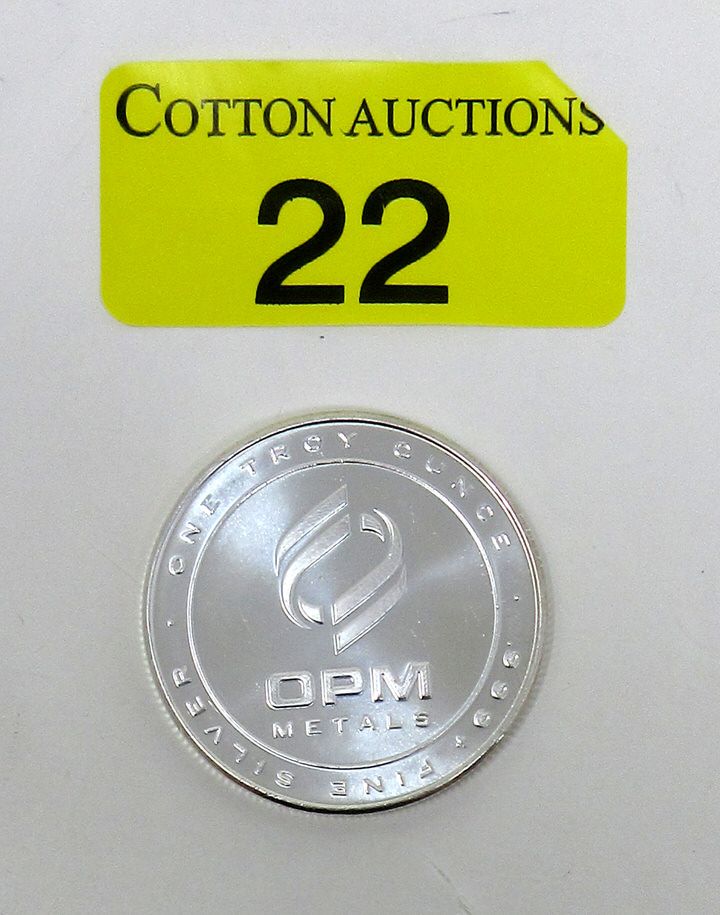 COTTON AUCTIONS
22
ONE TROY OUNCE
OPM
METALS
· .999+ FINE SILVER ·